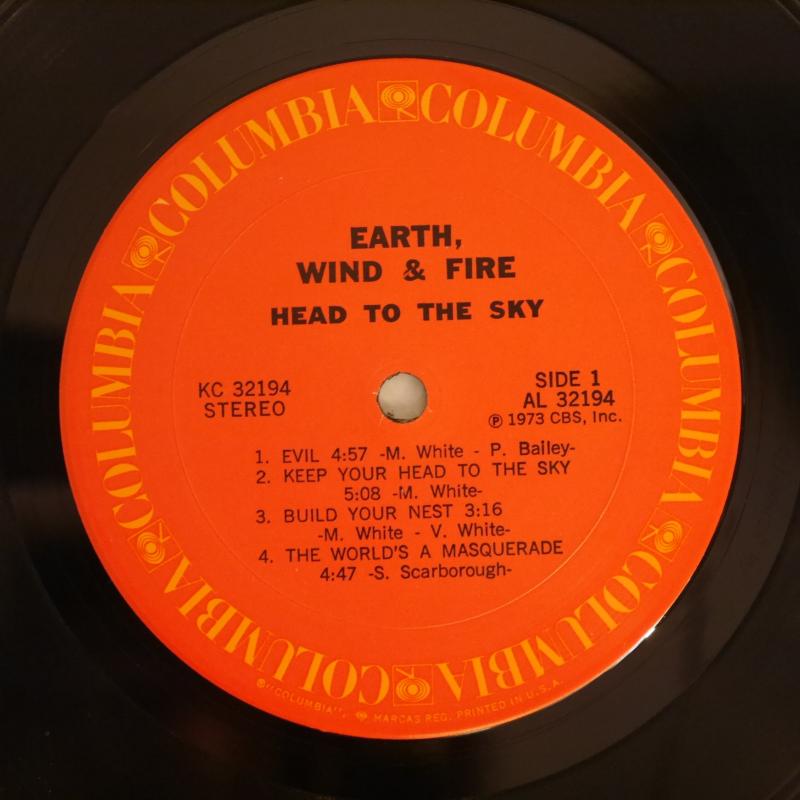 COLUMBIA COLUMBIA COLUMBIA COLUMBIA COLUMBIA COLUMBIA
EARTH,
WIND & FIRE
HEAD TO THE SKY
KC 32194
STEREO
SIDE 1
AL 32194
℗ 1973 CBS, Inc.
1. EVIL 4:57 -M. White - P. Bailey-
2. KEEP YOUR HEAD TO THE SKY
5:08 -M. White-
3. BUILD YOUR NEST 3:16
-M. White - V. White-
4. THE WORLD'S A MASQUERADE
4:47 -S. Scarborough-
"COLUMBIA", MARCAS REG. PRINTED IN U.S.A.